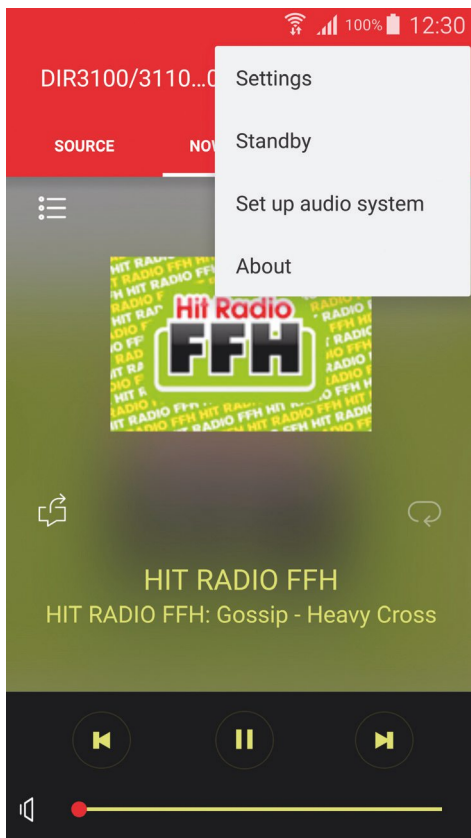 100% 12:30
DIR3100/3110...0
Settings
SOURCE
NOW
Standby
Set up audio system
About
Hit Radio
FFH
HIT RADIO FFH
HIT RADIO FFH: Gossip - Heavy Cross